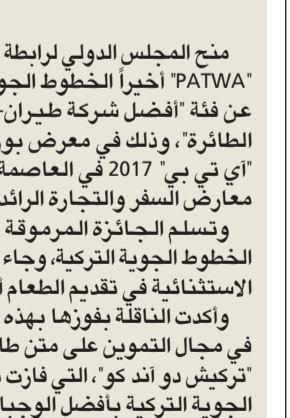 منح المجلس الدولي لرابطة
"PATWA" أخيراً الخطوط الجو
عن فئة "أفضل شركة طيران-
الطائرة"، وذلك في معرض بور
"آي تي بي" 2017 في العاصمة
معارض السفر والتجارة الرائد
وتسلم الجائزة المرموقة
الخطوط الجوية التركية، وجاء
الاستثنائية في تقديم الطعام أ
وأكدت الناقلة بفوزها بهذه
في مجال التموين على متن طا
"تركيش دو آند كو"، التي فازت
الجوية التركية بأفضل الوجبا